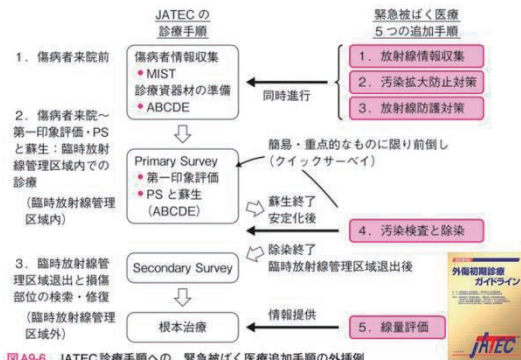 JATECの
診療手順
緊急被ばく医療
5つの追加手順
1．傷病者来院前
傷病者情報収集
• MIST
診療資器材の準備
• ABCDE
同時進行
1．放射線情報収集
2．汚染拡大防止対策
3．放射線防護対策
2．傷病者来院～
第一印象評価・PS
と蘇生：臨時放射
線管理区域内での
診療
（臨時放射線管理
区域内）
簡易・重点的なものに限り前倒し
（クイックサーベイ）
Primary Survey
• 第一印象評価
• PSと蘇生
（ABCDE）
蘇生終了
安定化後
4．汚染検査と除染
除染終了
臨時放射線管理区域退出後
3．臨時放射線管
理区域退出と損傷
部位の検索・修復
（臨時放射線管理
区域外）
Secondary Survey
根本治療
情報提供
5．線量評価
外傷初期診療
ガイドライン
JATEC
図A9-6 JATEC診療手順への，緊急被ばく医療追加手順の外挿例